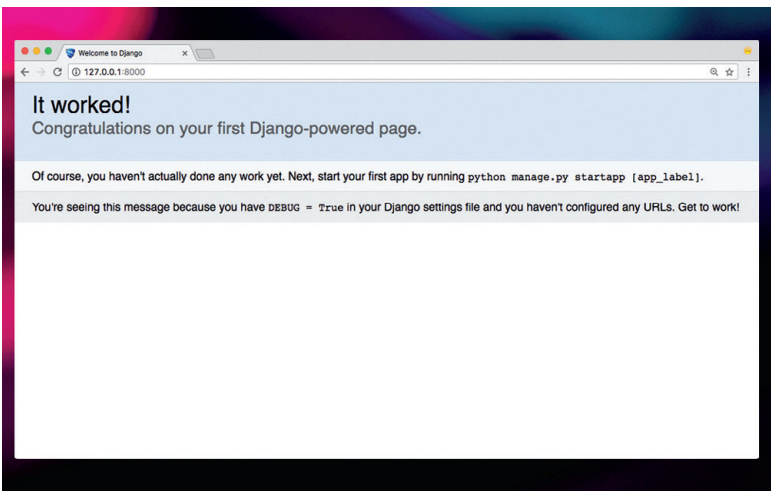 Welcome to Django
127.0.0.1:8000
It worked!
Congratulations on your first Django-powered page.
Of course, you haven't actually done any work yet. Next, start your first app by running python manage.py startapp [app_label].
You're seeing this message because you have DEBUG = True in your Django settings file and you haven't configured any URLs. Get to work!